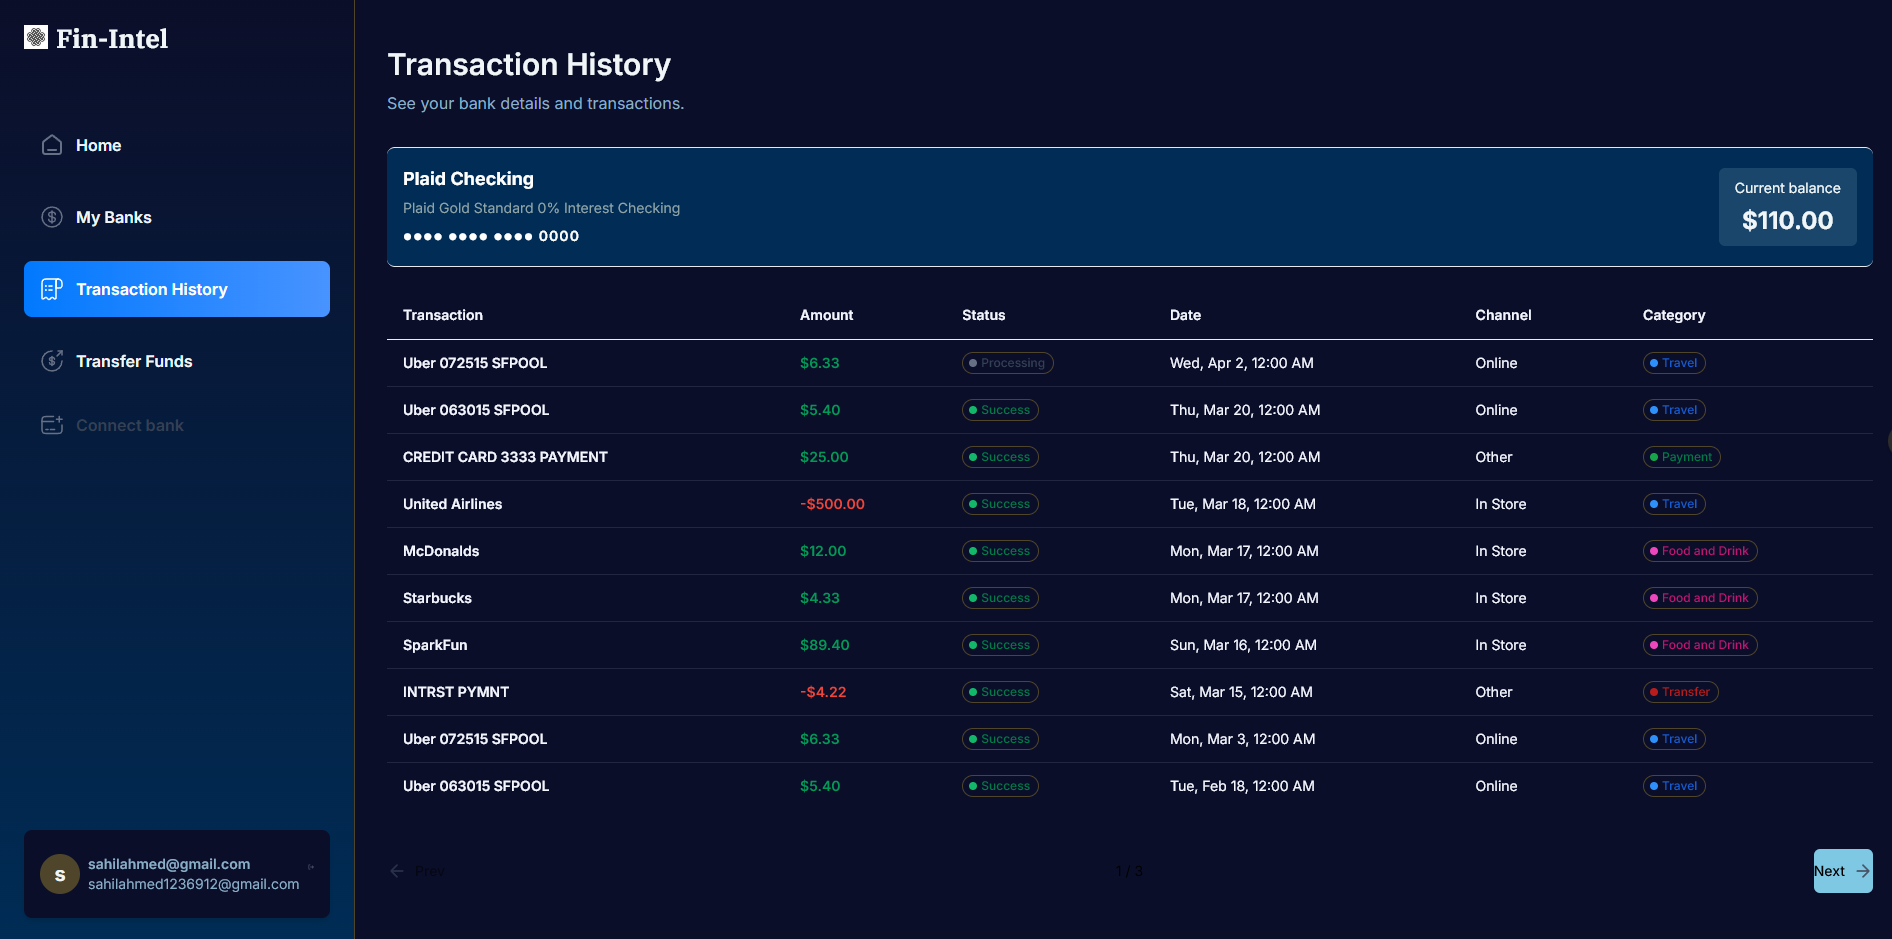 Fin-Intel
Home
My Banks
Transaction History
Transfer Funds
Connect bank
s
sahilahmed@gmail.com
sahilahmed1236912@gmail.com
Transaction History
See your bank details and transactions.
Plaid Checking
Plaid Gold Standard 0% Interest Checking
●●●● ●●●● ●●●● 0000
Current balance
$110.00
Transaction Amount Status Date Channel Category
Uber 072515 SFPOOL $6.33 Processing Wed, Apr 2, 12:00 AM Online Travel
Uber 063015 SFPOOL $5.40 Success Thu, Mar 20, 12:00 AM Online Travel
CREDIT CARD 3333 PAYMENT $25.00 Success Thu, Mar 20, 12:00 AM Other Payment
United Airlines -$500.00 Success Tue, Mar 18, 12:00 AM In Store Travel
McDonalds $12.00 Success Mon, Mar 17, 12:00 AM In Store Food and Drink
Starbucks $4.33 Success Mon, Mar 17, 12:00 AM In Store Food and Drink
SparkFun $89.40 Success Sun, Mar 16, 12:00 AM In Store Food and Drink
INTRST PYMNT -$4.22 Success Sat, Mar 15, 12:00 AM Other Transfer
Uber 072515 SFPOOL $6.33 Success Mon, Mar 3, 12:00 AM Online Travel
Uber 063015 SFPOOL $5.40 Success Tue, Feb 18, 12:00 AM Online Travel
Prev 1 / 3 Next